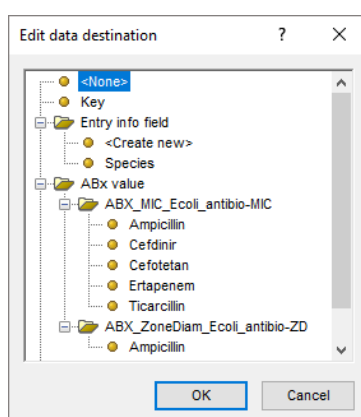 Edit data destination ?
<None>
Key
Entry info field
<Create new>
Species
ABx value
ABX_MIC_Ecoli_antibio-MIC
Ampicillin
Cefdinir
Cefotetan
Ertapenem
Ticarcillin
ABX_ZoneDiam_Ecoli_antibio-ZD
Ampicillin
OK Cancel